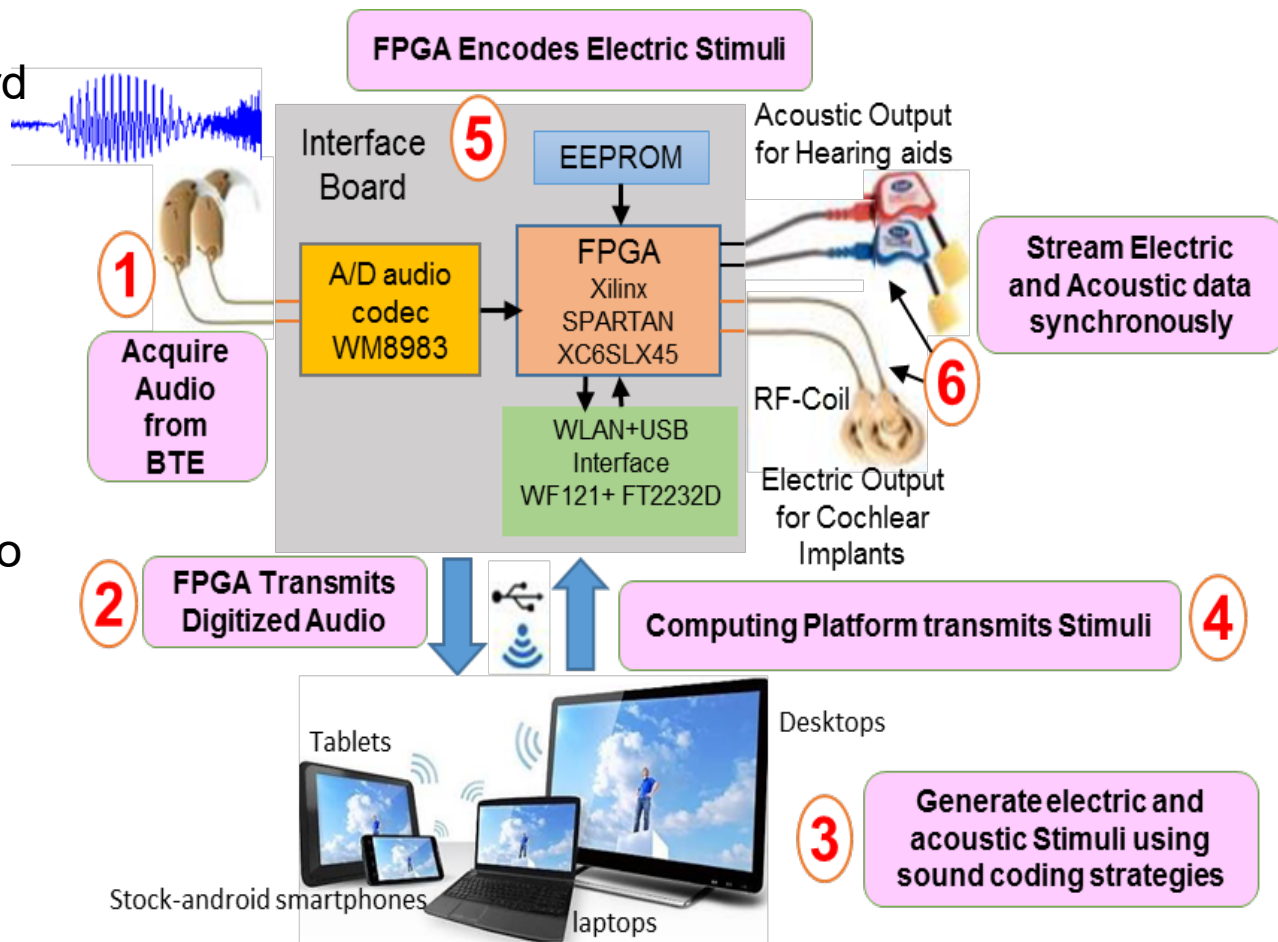 FPGA Encodes Electric Stimuli
rd
Interface
Board
5
EEPROM
Acoustic Output
for Hearing aids
1
A/D audio
codec
WM8983
FPGA
Xilinx
SPARTAN
XC6SLX45
Stream Electric
and Acoustic data
synchronously
Acquire
Audio
from
BTE
RF-Coil
6
WLAN+USB
Interface
WF121+ FT2232D
Electric Output
for Cochlear
Implants
o
2
FPGA Transmits
Digitized Audio
Computing Platform transmits Stimuli
4
Tablets
Desktops
Stock-android smartphones
laptops
3
Generate electric and
acoustic Stimuli using
sound coding strategies